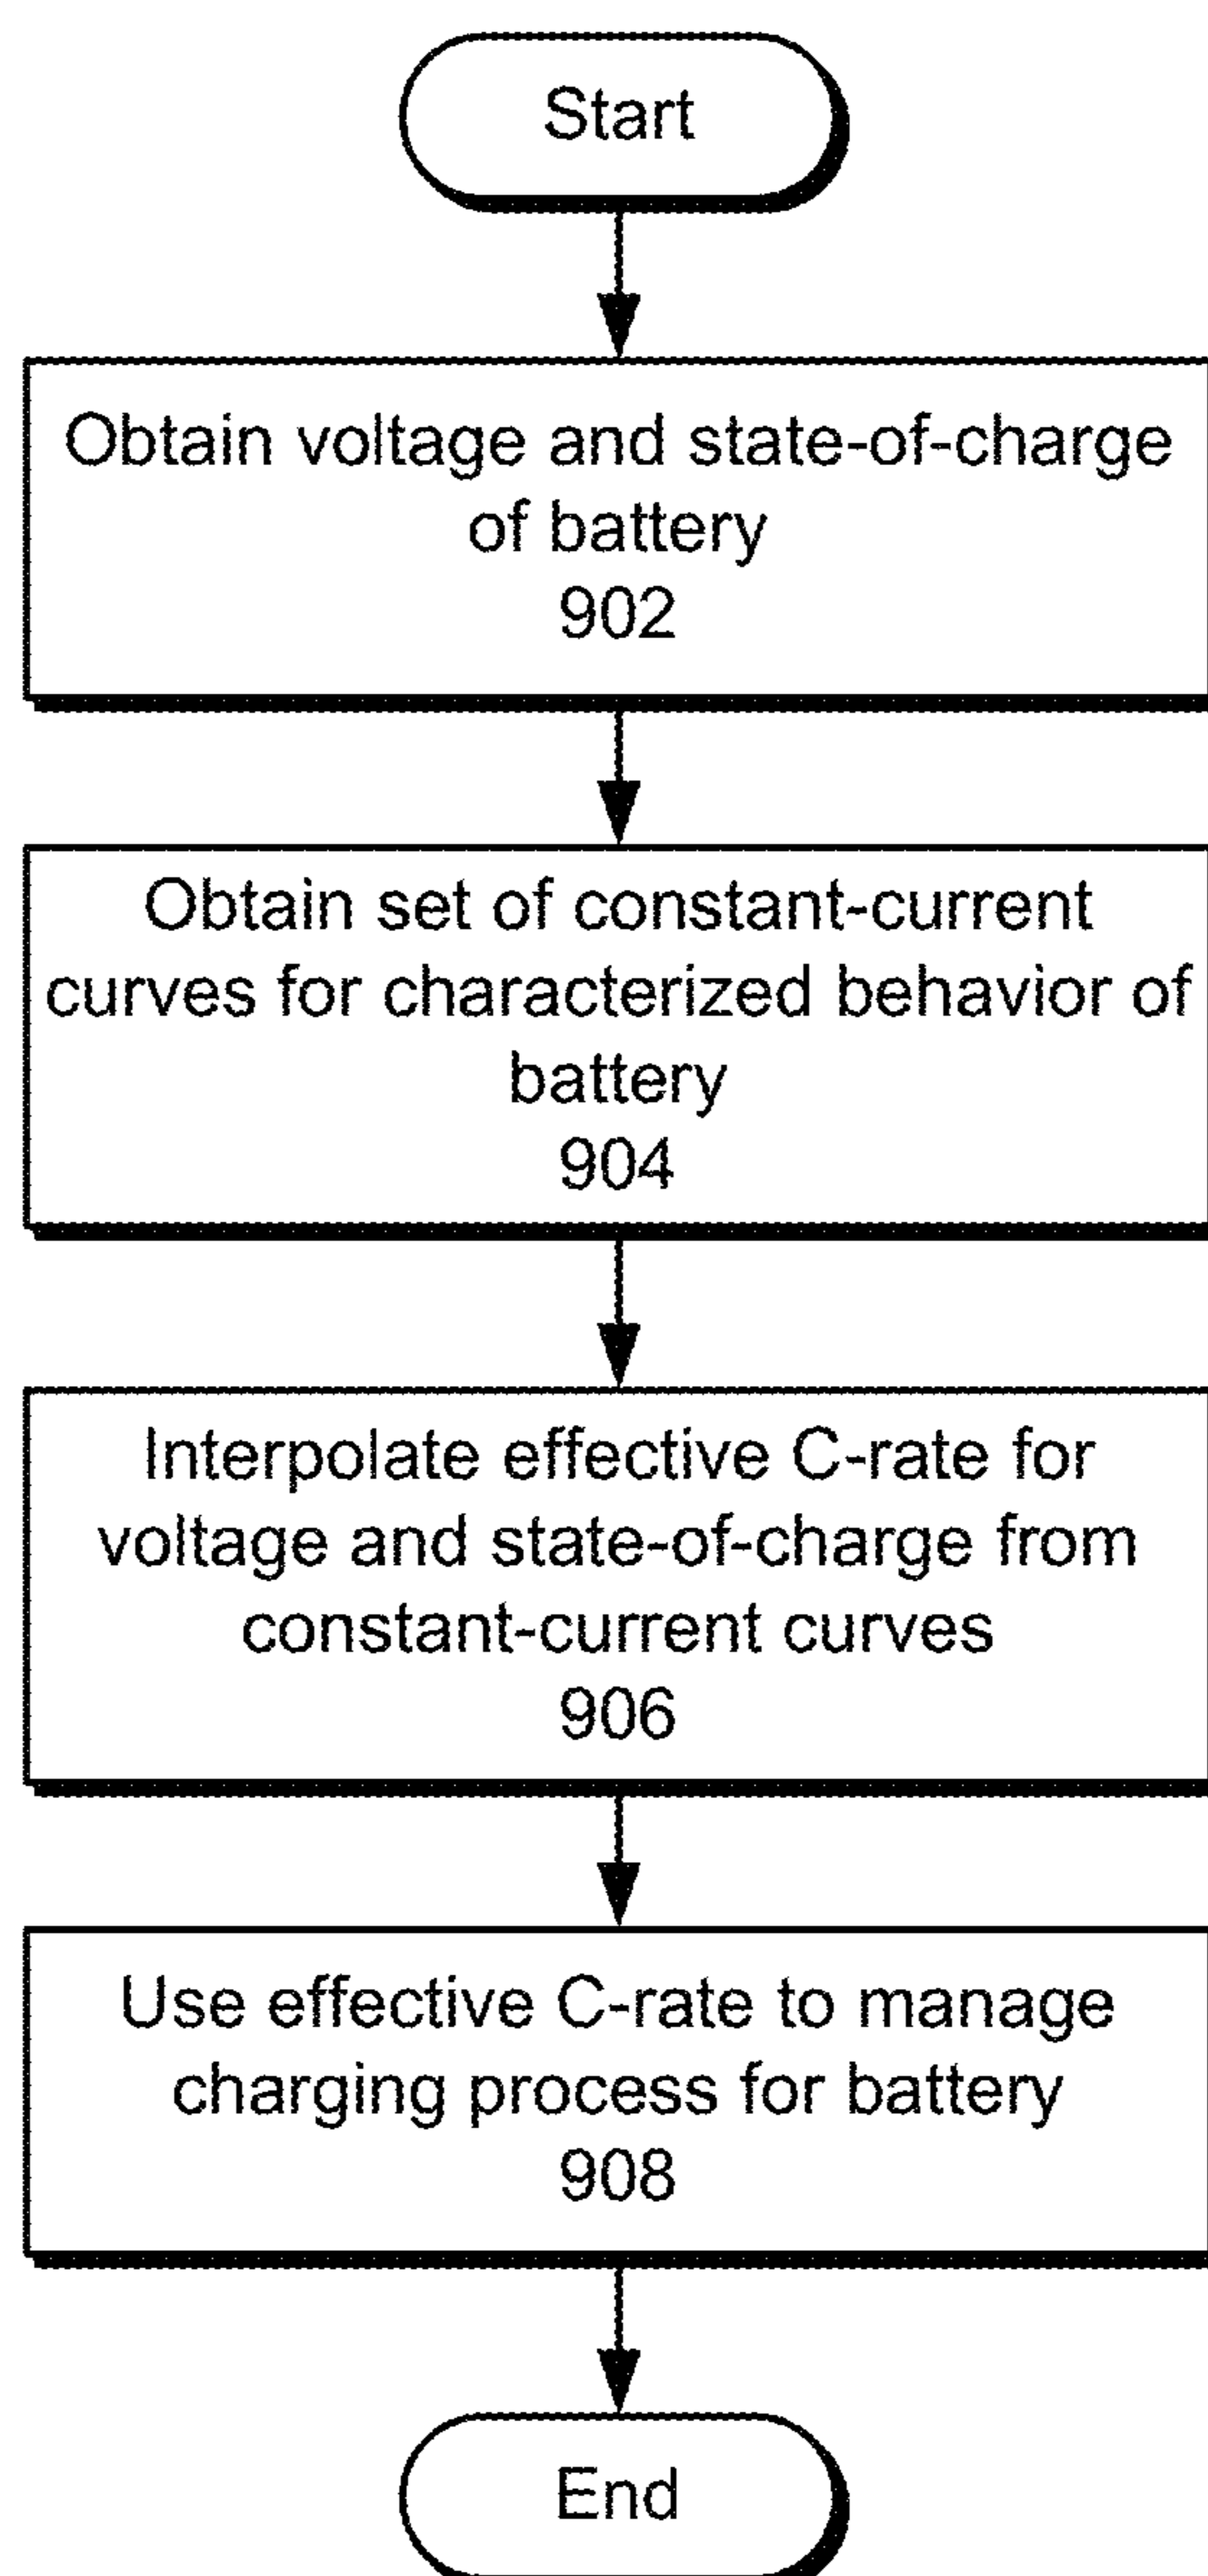 Start
Obtain voltage and state-of-charge
of battery
902
Obtain set of constant-current
curves for characterized behavior of
battery
904
Interpolate effective C-rate for
voltage and state-of-charge from
constant-current curves
906
Use effective C-rate to manage
charging process for battery
908
End